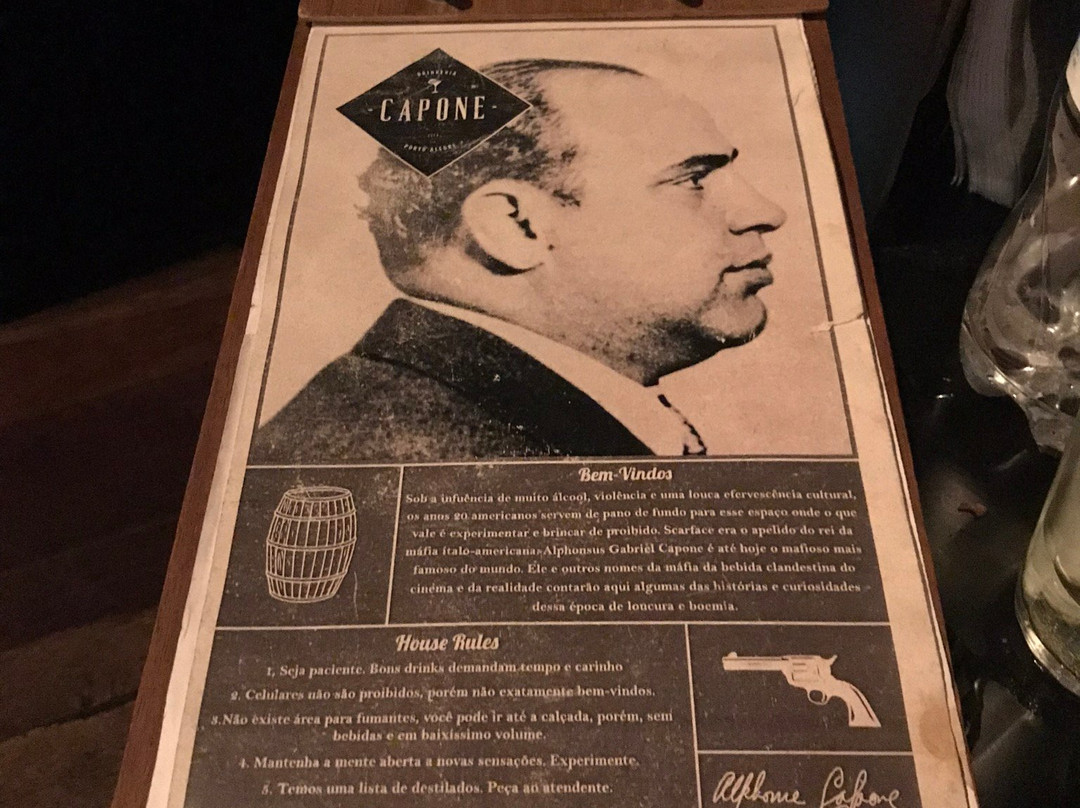 DRINKERIA
CAPONE
PORTO ALEGRE
Bem-Vindos
Sob a infuência de muito álcool, violência e uma louca efervescência cultural,
os anos 20 americanos servem de pano de fundo para esse espaço onde o que
vale é experimentar e brincar de proibido. Scarface era o apelido do rei da
máfia ítalo-americana. Alphonsus Gabriel Capone é até hoje o mafioso mais
famoso do mundo. Ele e outros nomes da máfia da bebida clandestina do
cinema e da realidade contarão aqui algumas das histórias e curiosidades
dessa época de loucura e boemia.
House Rules
1, Seja paciente. Bons drinks demandam tempo e carinho
2. Celulares não são proibidos, porém não exatamente bem-vindos.
3.Não existe área para fumantes, você pode ir até a calçada, porém, sem
bebidas e em baixíssimo volume.
4. Mantenha a mente aberta a novas sensações. Experimente.
5. Temos uma lista de destilados. Peça ao atendente.
Alphonse Capone